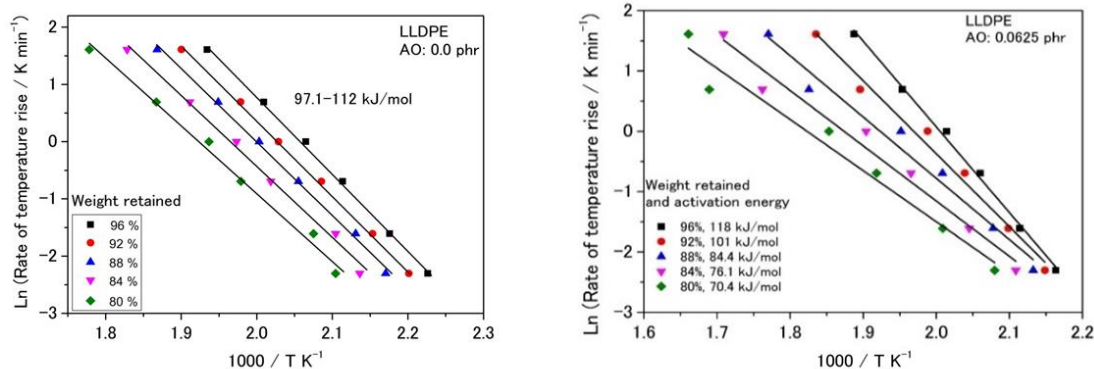 LLDPE
AO: 0.0 phr
97.1-112 kJ/mol
Ln (Rate of temperature rise / K min⁻¹)
2
1
0
−1
−2
−3
Weight retained
96 %
92 %
88 %
84 %
80 %
1.8 1.9 2.0 2.1 2.2 2.3
1000 / T K⁻¹
LLDPE
AO: 0.0625 phr
Ln (Rate of temperature rise / K min⁻¹)
2
1
0
−1
−2
−3
Weight retained
and activation energy
96%, 118 kJ/mol
92%, 101 kJ/mol
88%, 84.4 kJ/mol
84%, 76.1 kJ/mol
80%, 70.4 kJ/mol
1.6 1.7 1.8 1.9 2.0 2.1 2.2
1000 / T K⁻¹